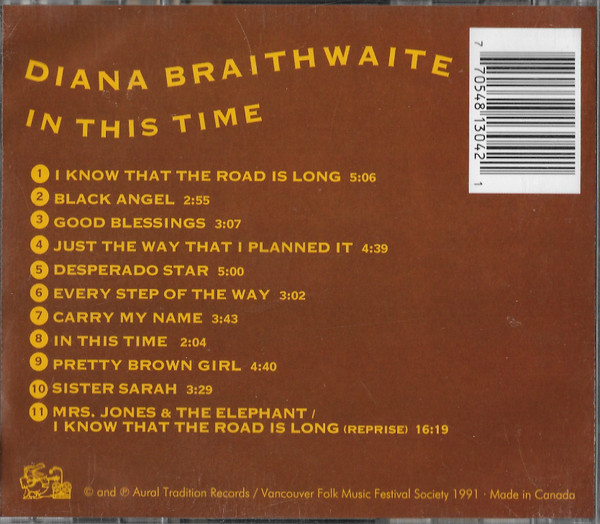 DIANA BRAITHWAITE
IN THIS TIME
7 70548 13042 1
1 I KNOW THAT THE ROAD IS LONG 5:06
2 BLACK ANGEL 2:55
3 GOOD BLESSINGS 3:07
4 JUST THE WAY THAT I PLANNED IT 4:39
5 DESPERADO STAR 5:00
6 EVERY STEP OF THE WAY 3:02
7 CARRY MY NAME 3:43
8 IN THIS TIME 2:04
9 PRETTY BROWN GIRL 4:40
10 SISTER SARAH 3:29
11 MRS. JONES & THE ELEPHANT /
I KNOW THAT THE ROAD IS LONG (REPRISE) 16:19
© and ℗ Aural Tradition Records / Vancouver Folk Music Festival Society 1991 · Made in Canada